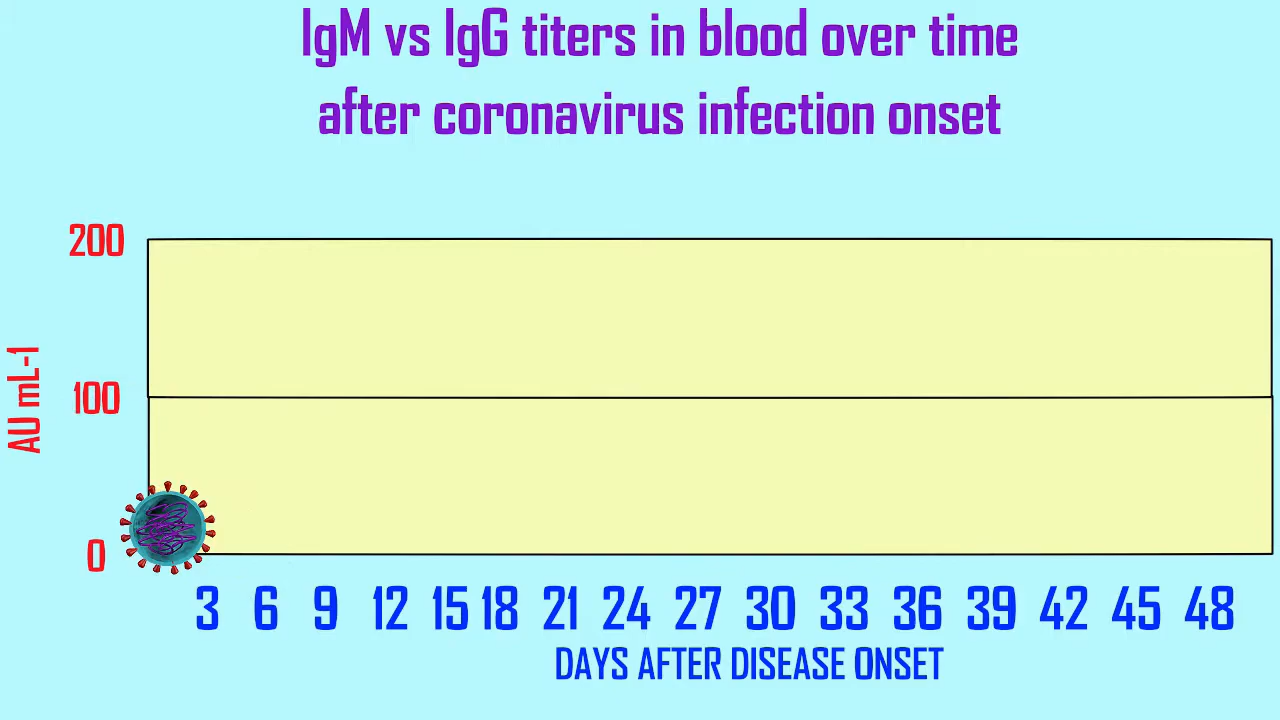 IgM vs IgG titers in blood over time
after coronavirus infection onset
200
100
0
AU mL-1
3 6 9 12 15 18 21 24 27 30 33 36 39 42 45 48
DAYS AFTER DISEASE ONSET